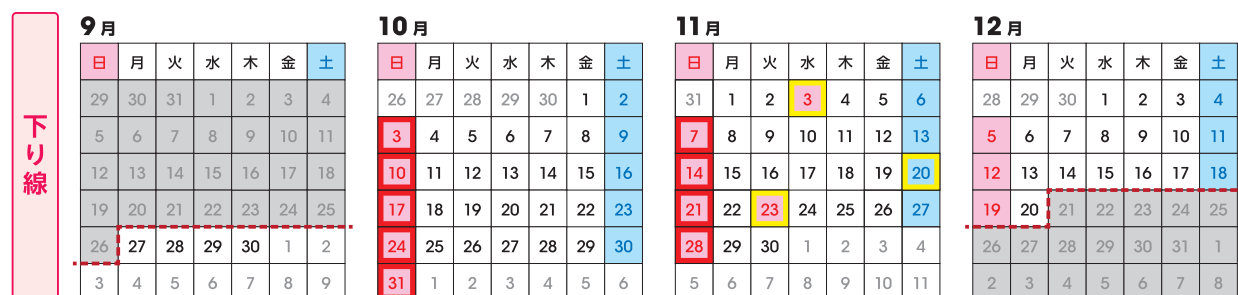 下り線
9月
日 月 火 水 木 金 土
29 30 31 1 2 3 4
5 6 7 8 9 10 11
12 13 14 15 16 17 18
19 20 21 22 23 24 25
26 27 28 29 30 1 2
3 4 5 6 7 8 9
10月
日 月 火 水 木 金 土
26 27 28 29 30 1 2
3 4 5 6 7 8 9
10 11 12 13 14 15 16
17 18 19 20 21 22 23
24 25 26 27 28 29 30
31 1 2 3 4 5 6
11月
日 月 火 水 木 金 土
31 1 2 3 4 5 6
7 8 9 10 11 12 13
14 15 16 17 18 19 20
21 22 23 24 25 26 27
28 29 30 1 2 3 4
5 6 7 8 9 10 11
12月
日 月 火 水 木 金 土
28 29 30 1 2 3 4
5 6 7 8 9 10 11
12 13 14 15 16 17 18
19 20 21 22 23 24 25
26 27 28 29 30 31 1
2 3 4 5 6 7 8